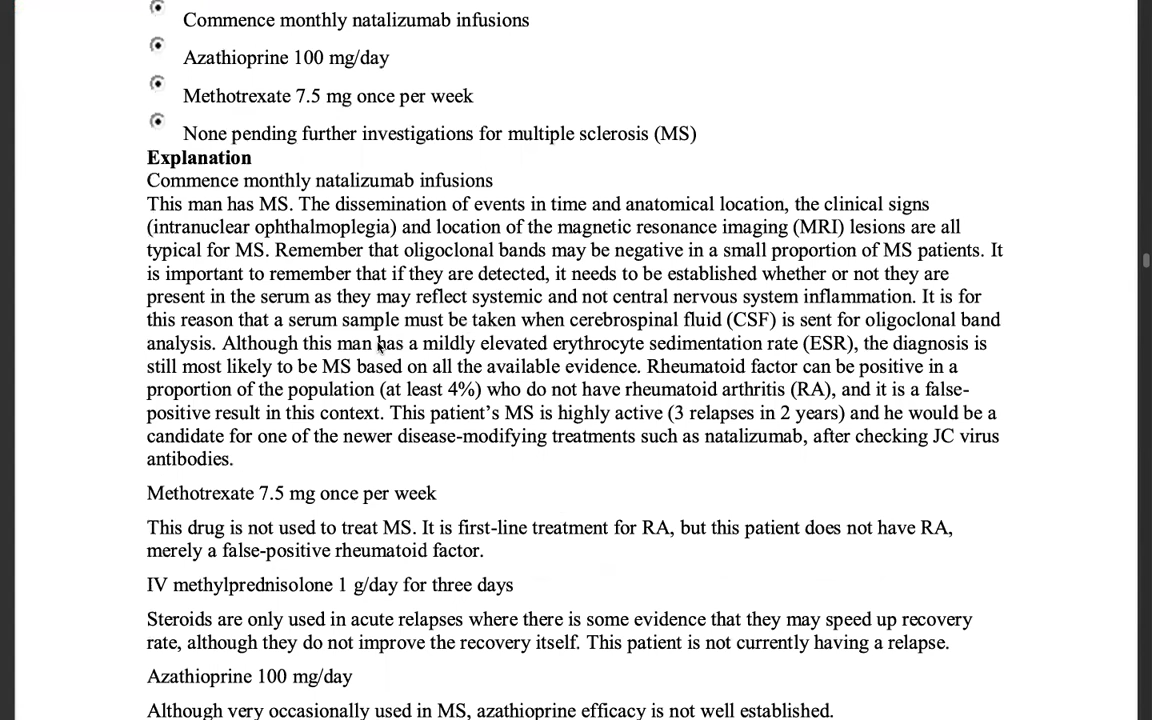 Commence monthly natalizumab infusions
Azathioprine 100 mg/day
Methotrexate 7.5 mg once per week
None pending further investigations for multiple sclerosis (MS)
Explanation
Commence monthly natalizumab infusions
This man has MS. The dissemination of events in time and anatomical location, the clinical signs
(intranuclear ophthalmoplegia) and location of the magnetic resonance imaging (MRI) lesions are all
typical for MS. Remember that oligoclonal bands may be negative in a small proportion of MS patients. It
is important to remember that if they are detected, it needs to be established whether or not they are
present in the serum as they may reflect systemic and not central nervous system inflammation. It is for
this reason that a serum sample must be taken when cerebrospinal fluid (CSF) is sent for oligoclonal band
analysis. Although this man has a mildly elevated erythrocyte sedimentation rate (ESR), the diagnosis is
still most likely to be MS based on all the available evidence. Rheumatoid factor can be positive in a
proportion of the population (at least 4%) who do not have rheumatoid arthritis (RA), and it is a false-
positive result in this context. This patient’s MS is highly active (3 relapses in 2 years) and he would be a
candidate for one of the newer disease-modifying treatments such as natalizumab, after checking JC virus
antibodies.
Methotrexate 7.5 mg once per week
This drug is not used to treat MS. It is first-line treatment for RA, but this patient does not have RA,
merely a false-positive rheumatoid factor.
IV methylprednisolone 1 g/day for three days
Steroids are only used in acute relapses where there is some evidence that they may speed up recovery
rate, although they do not improve the recovery itself. This patient is not currently having a relapse.
Azathioprine 100 mg/day
Although very occasionally used in MS, azathioprine efficacy is not well established.